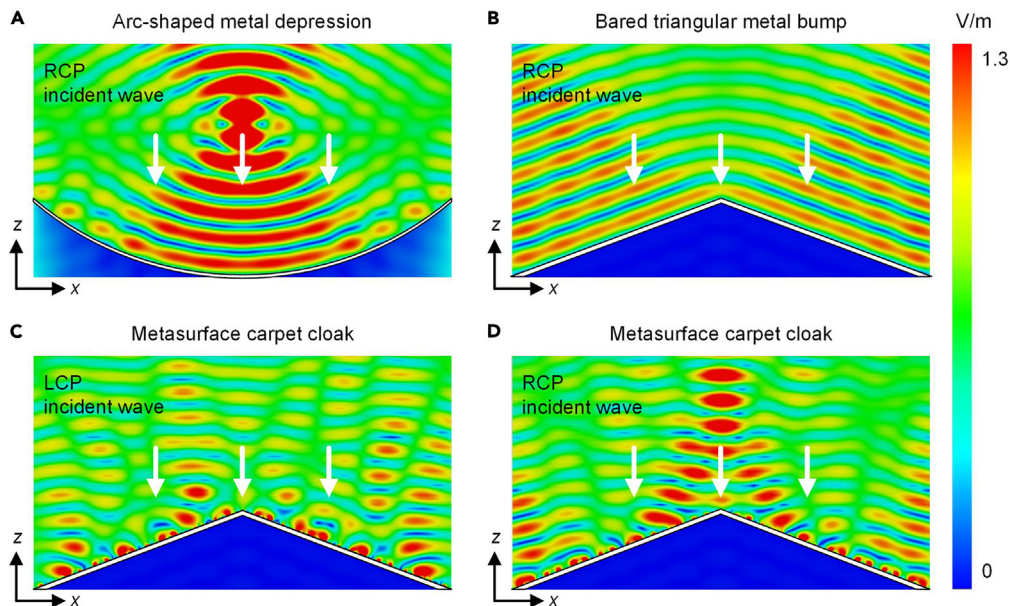 A
Arc-shaped metal depression
RCP
incident wave
z
x
B
Bared triangular metal bump
RCP
incident wave
z
x
V/m
1.3
0
C
Metasurface carpet cloak
LCP
incident wave
z
x
D
Metasurface carpet cloak
RCP
incident wave
z
x